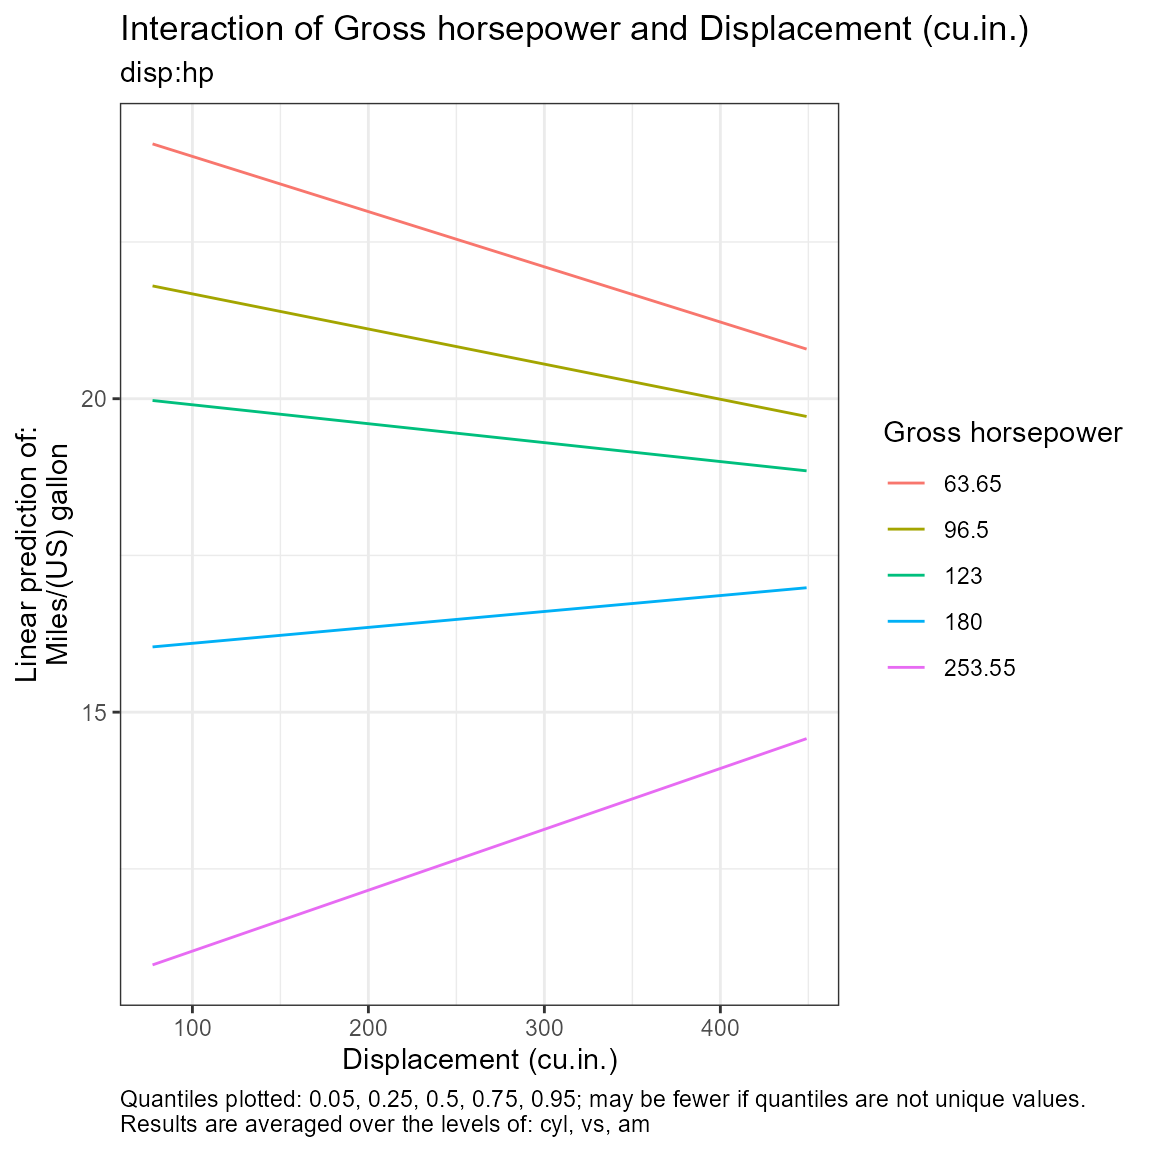 Interaction of Gross horsepower and Displacement (cu.in.)
disp:hp
Linear prediction of:
Miles/(US) gallon
20
15
100
200
300
400
Displacement (cu.in.)
Gross horsepower
63.65
96.5
123
180
253.55
Quantiles plotted: 0.05, 0.25, 0.5, 0.75, 0.95; may be fewer if quantiles are not unique values.
Results are averaged over the levels of: cyl, vs, am